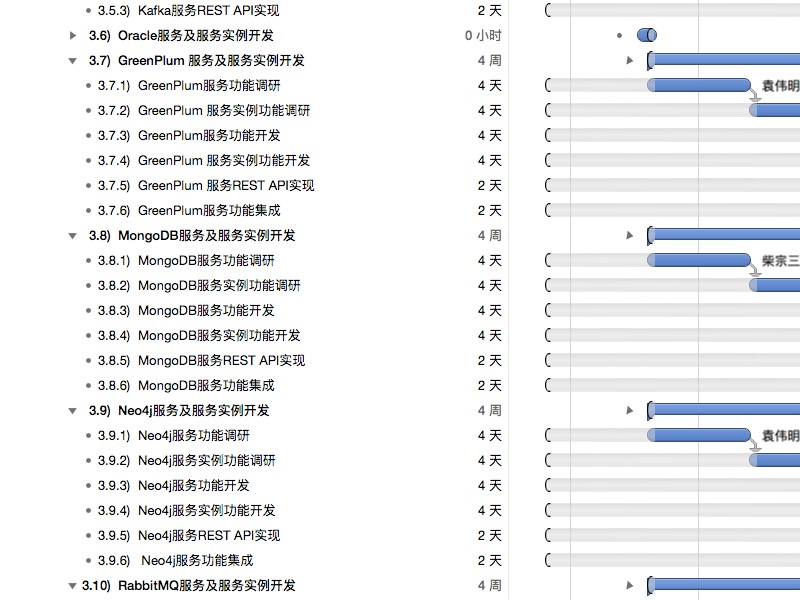 3.5.3) Kafka服务REST API实现 2 天
3.6) Oracle服务及服务实例开发 0 小时
3.7) GreenPlum 服务及服务实例开发 4 周
3.7.1) GreenPlum服务功能调研 4 天 袁伟明
3.7.2) GreenPlum 服务实例功能调研 4 天
3.7.3) GreenPlum服务功能开发 4 天
3.7.4) GreenPlum 服务实例功能开发 4 天
3.7.5) GreenPlum 服务REST API实现 2 天
3.7.6) GreenPlum服务功能集成 2 天
3.8) MongoDB服务及服务实例开发 4 周
3.8.1) MongoDB服务功能调研 4 天 柴宗三
3.8.2) MongoDB服务实例功能调研 4 天
3.8.3) MongoDB服务功能开发 4 天
3.8.4) MongoDB服务实例功能开发 4 天
3.8.5) MongoDB服务REST API实现 2 天
3.8.6) MongoDB服务功能集成 2 天
3.9) Neo4j服务及服务实例开发 4 周
3.9.1) Neo4j服务功能调研 4 天 袁伟明
3.9.2) Neo4j服务实例功能调研 4 天
3.9.3) Neo4j服务功能开发 4 天
3.9.4) Neo4j服务实例功能开发 4 天
3.9.5) Neo4j服务REST API实现 2 天
3.9.6) Neo4j服务功能集成 2 天
3.10) RabbitMQ服务及服务实例开发 4 周